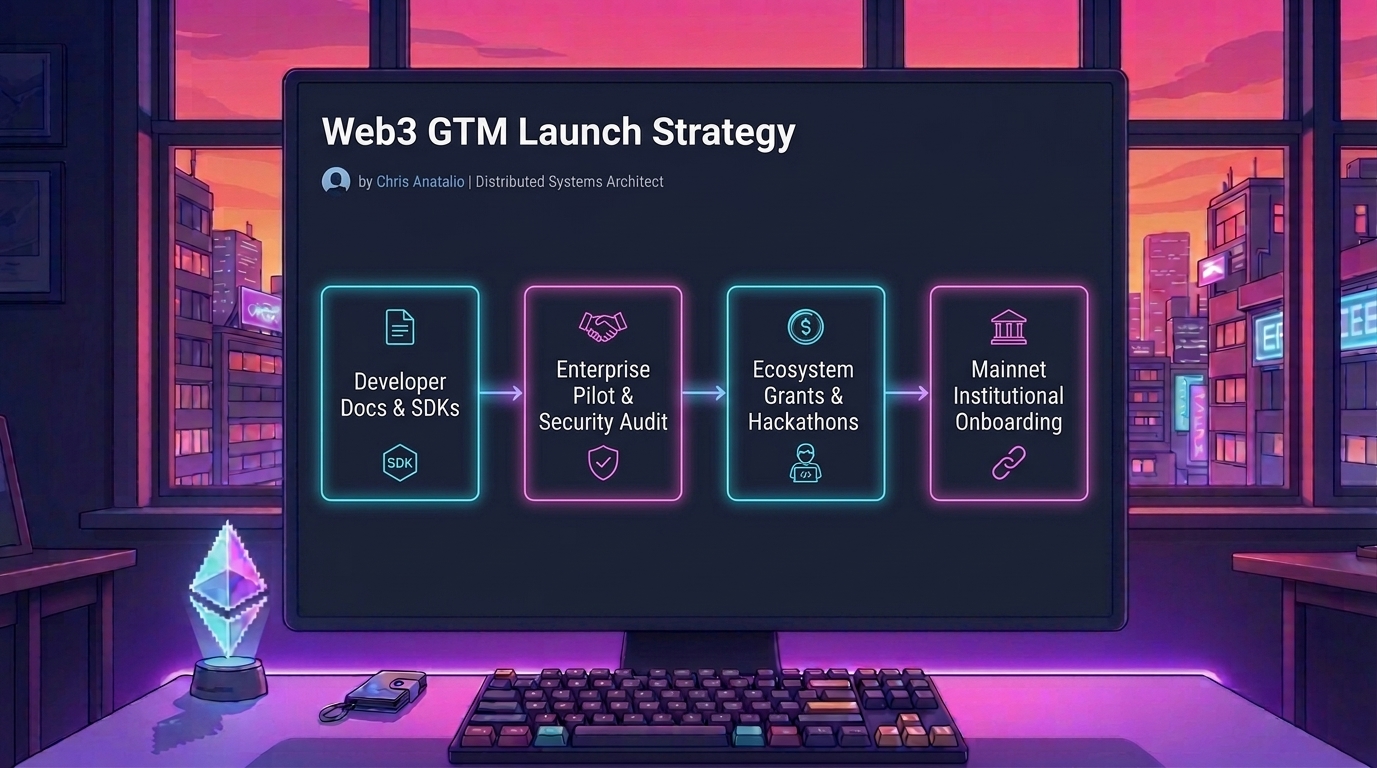 Web3 GTM Launch Strategy
by Chris Anatalio | Distributed Systems Architect
Developer
Docs & SDKs
SDK
Enterprise
Pilot &
Security Audit
Ecosystem
Grants &
Hackathons
$
</>
Mainnet
Institutional
Onboarding